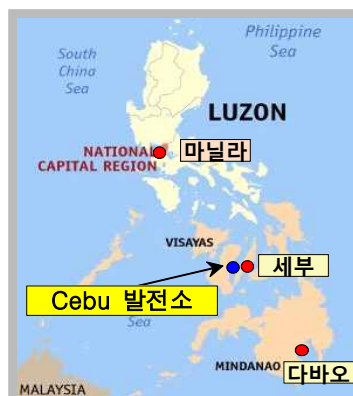 South
China
Sea
Philippine
Sea
LUZON
NATIONAL
CAPITAL REGION
마닐라
VISAYAS
세부
Cebu 발전소
Sea
MINDANAO
다바오
MALAYSIA